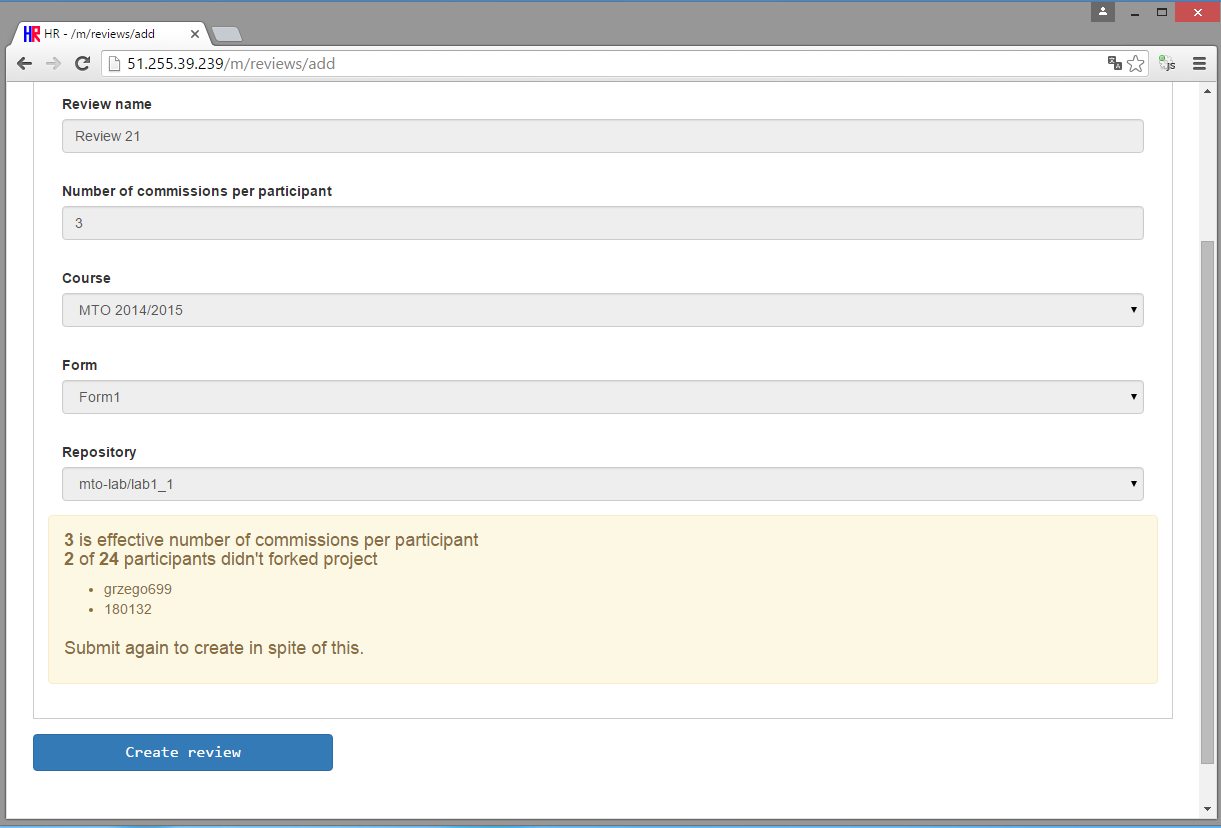 HR HR - /m/reviews/add
51.255.39.239/m/reviews/add
js
Review name
Review 21
Number of commissions per participant
3
Course
MTO 2014/2015
Form
Form1
Repository
mto-lab/lab1_1
3 is effective number of commissions per participant
2 of 24 participants didn't forked project
• grzego699
• 180132
Submit again to create in spite of this.
Create review